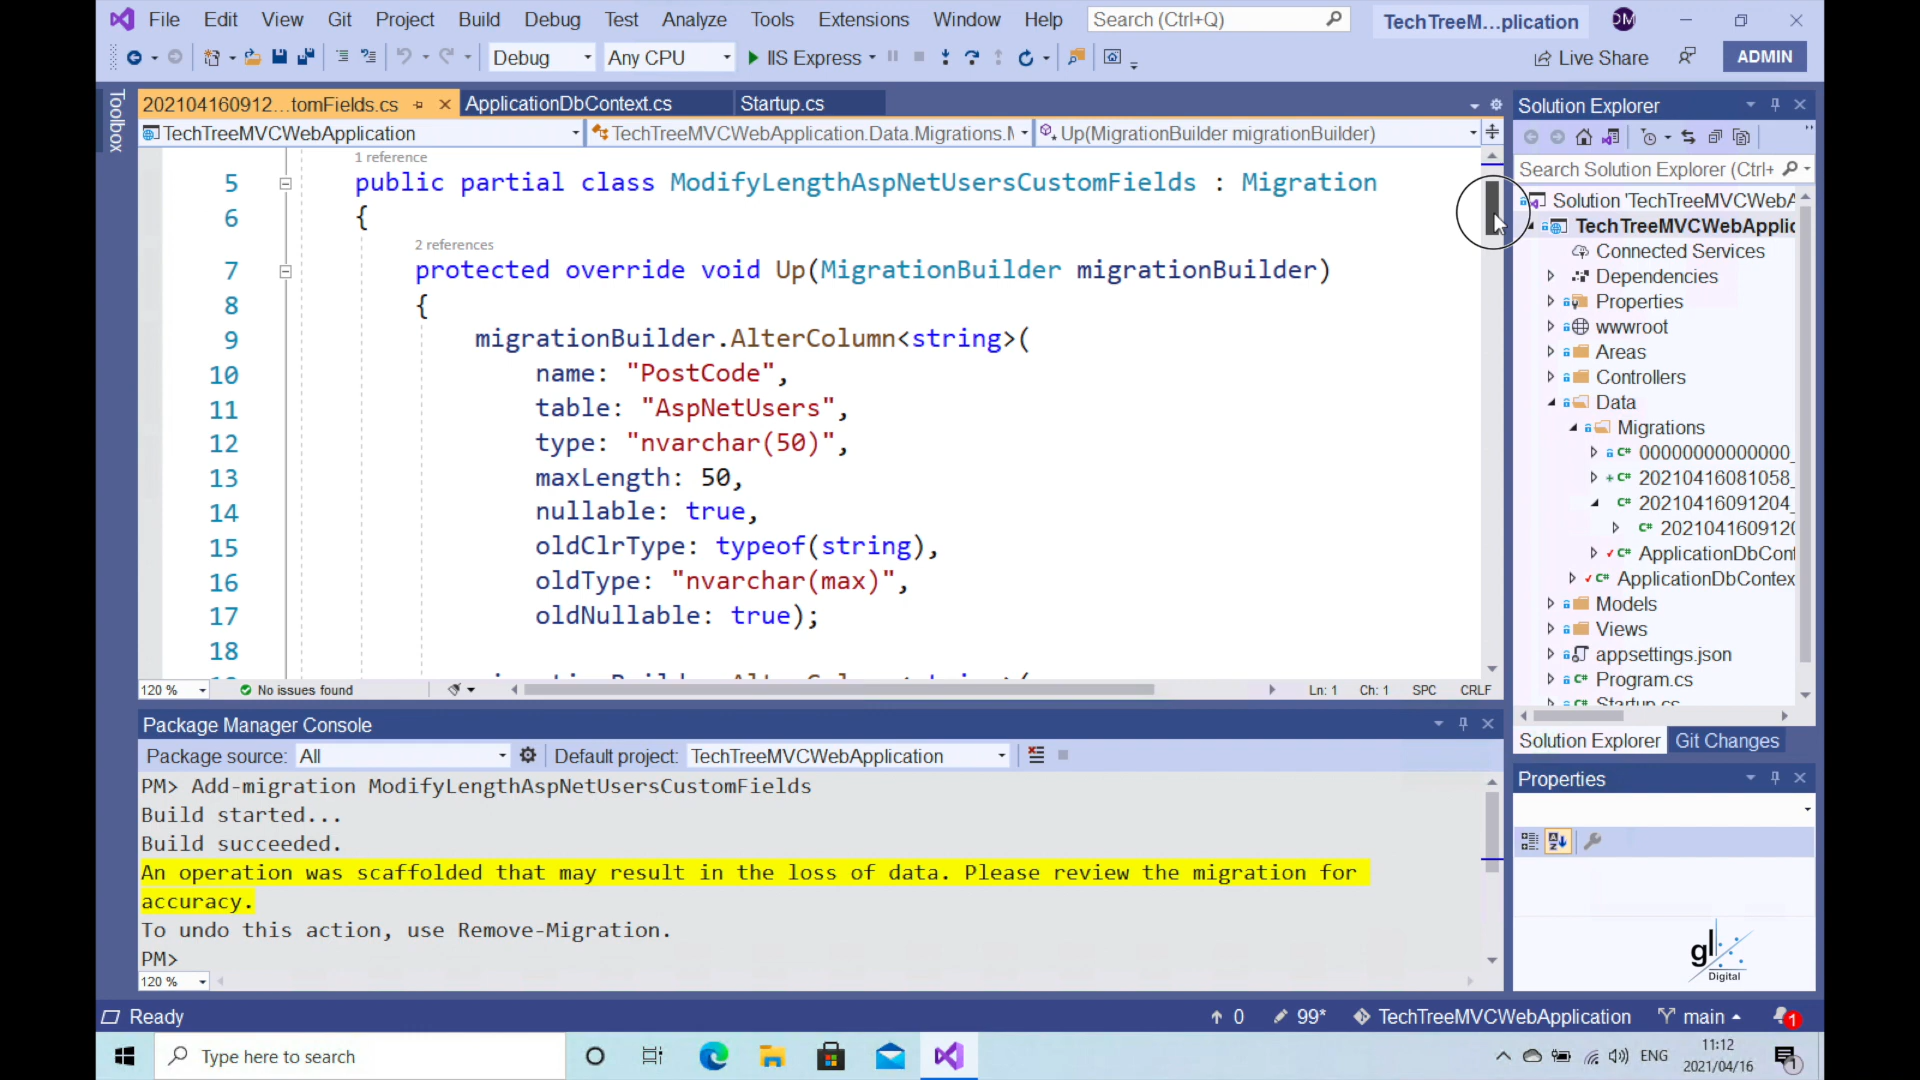 File Edit View Git Project Build Debug Test Analyze Tools Extensions Window Help Search (Ctrl+Q) TechTreeM...plication DM
Debug Any CPU IIS Express Live Share ADMIN
Toolbox
202104160912...tomFields.cs ApplicationDbContext.cs Startup.cs
TechTreeMVCWebApplication TechTreeMVCWebApplication.Data.Migrations.M Up(MigrationBuilder migrationBuilder)
1 reference
5 public partial class ModifyLengthAspNetUsersCustomFields : Migration
6 {
2 references
7 protected override void Up(MigrationBuilder migrationBuilder)
8 {
9 migrationBuilder.AlterColumn<string>(
10 name: "PostCode",
11 table: "AspNetUsers",
12 type: "nvarchar(50)",
13 maxLength: 50,
14 nullable: true,
15 oldClrType: typeof(string),
16 oldType: "nvarchar(max)",
17 oldNullable: true);
18
120 % No issues found Ln: 1 Ch: 1 SPC CRLF
Package Manager Console
Package source: All Default project: TechTreeMVCWebApplication
PM> Add-migration ModifyLengthAspNetUsersCustomFields
Build started...
Build succeeded.
An operation was scaffolded that may result in the loss of data. Please review the migration for
accuracy.
To undo this action, use Remove-Migration.
PM>
120 %
Solution Explorer
Search Solution Explorer (Ctrl+
Solution 'TechTreeMVCWebA
TechTreeMVCWebApplic
Connected Services
Dependencies
Properties
wwwroot
Areas
Controllers
Data
Migrations
00000000000000_
20210416081058_
20210416091204_
2021041609120
ApplicationDbCont
ApplicationDbContex
Models
Views
appsettings.json
Program.cs
Startup.cs
Solution Explorer Git Changes
Properties
gl
Digital
Ready 0 99* TechTreeMVCWebApplication main 1
Type here to search ENG 11:12
2021/04/16 1